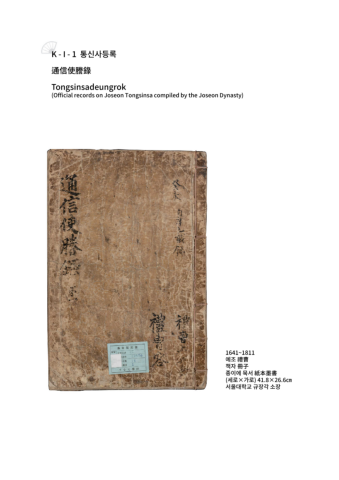 K - I - 1 통신사등록
通信使謄錄
Tongsinsadeungrok
(Official records on Joseon Tongsinsa compiled by the Joseon Dynasty)
通信使謄錄
禮曹
1641~1811
예조 禮曹
책자 冊子
종이에 묵서 紙本墨書
(세로×가로) 41.8×26.6㎝
서울대학교 규장각 소장